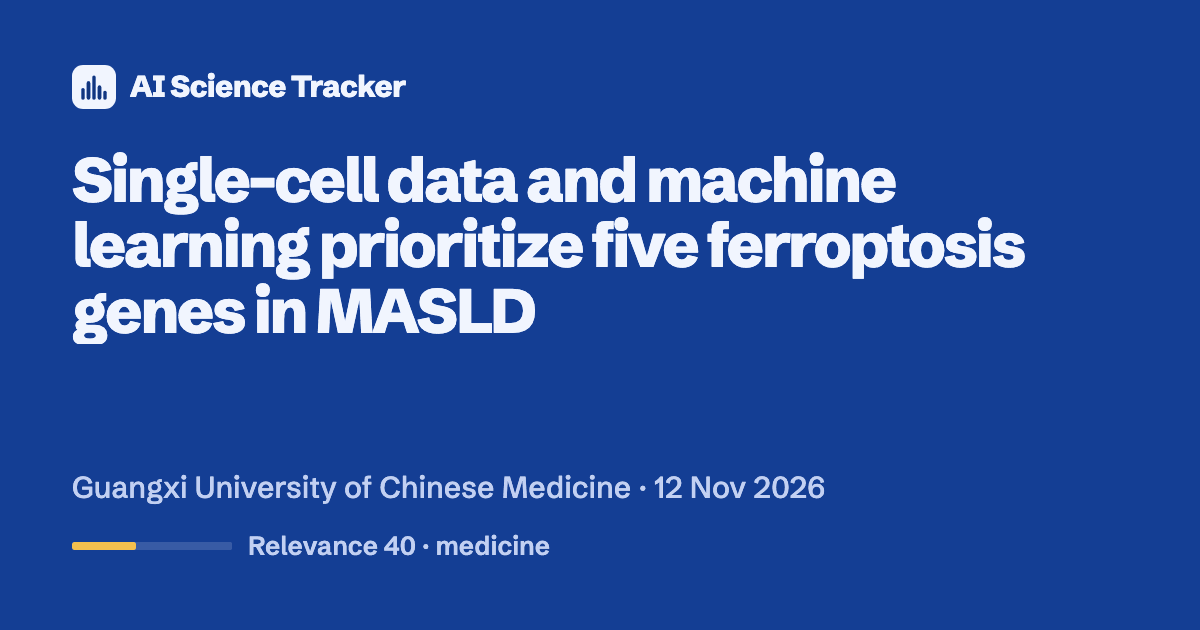 AI Science Tracker
Single-cell data and machine
learning prioritize five ferroptosis
genes in MASLD
Guangxi University of Chinese Medicine · 12 Nov 2026
Relevance 40 · medicine